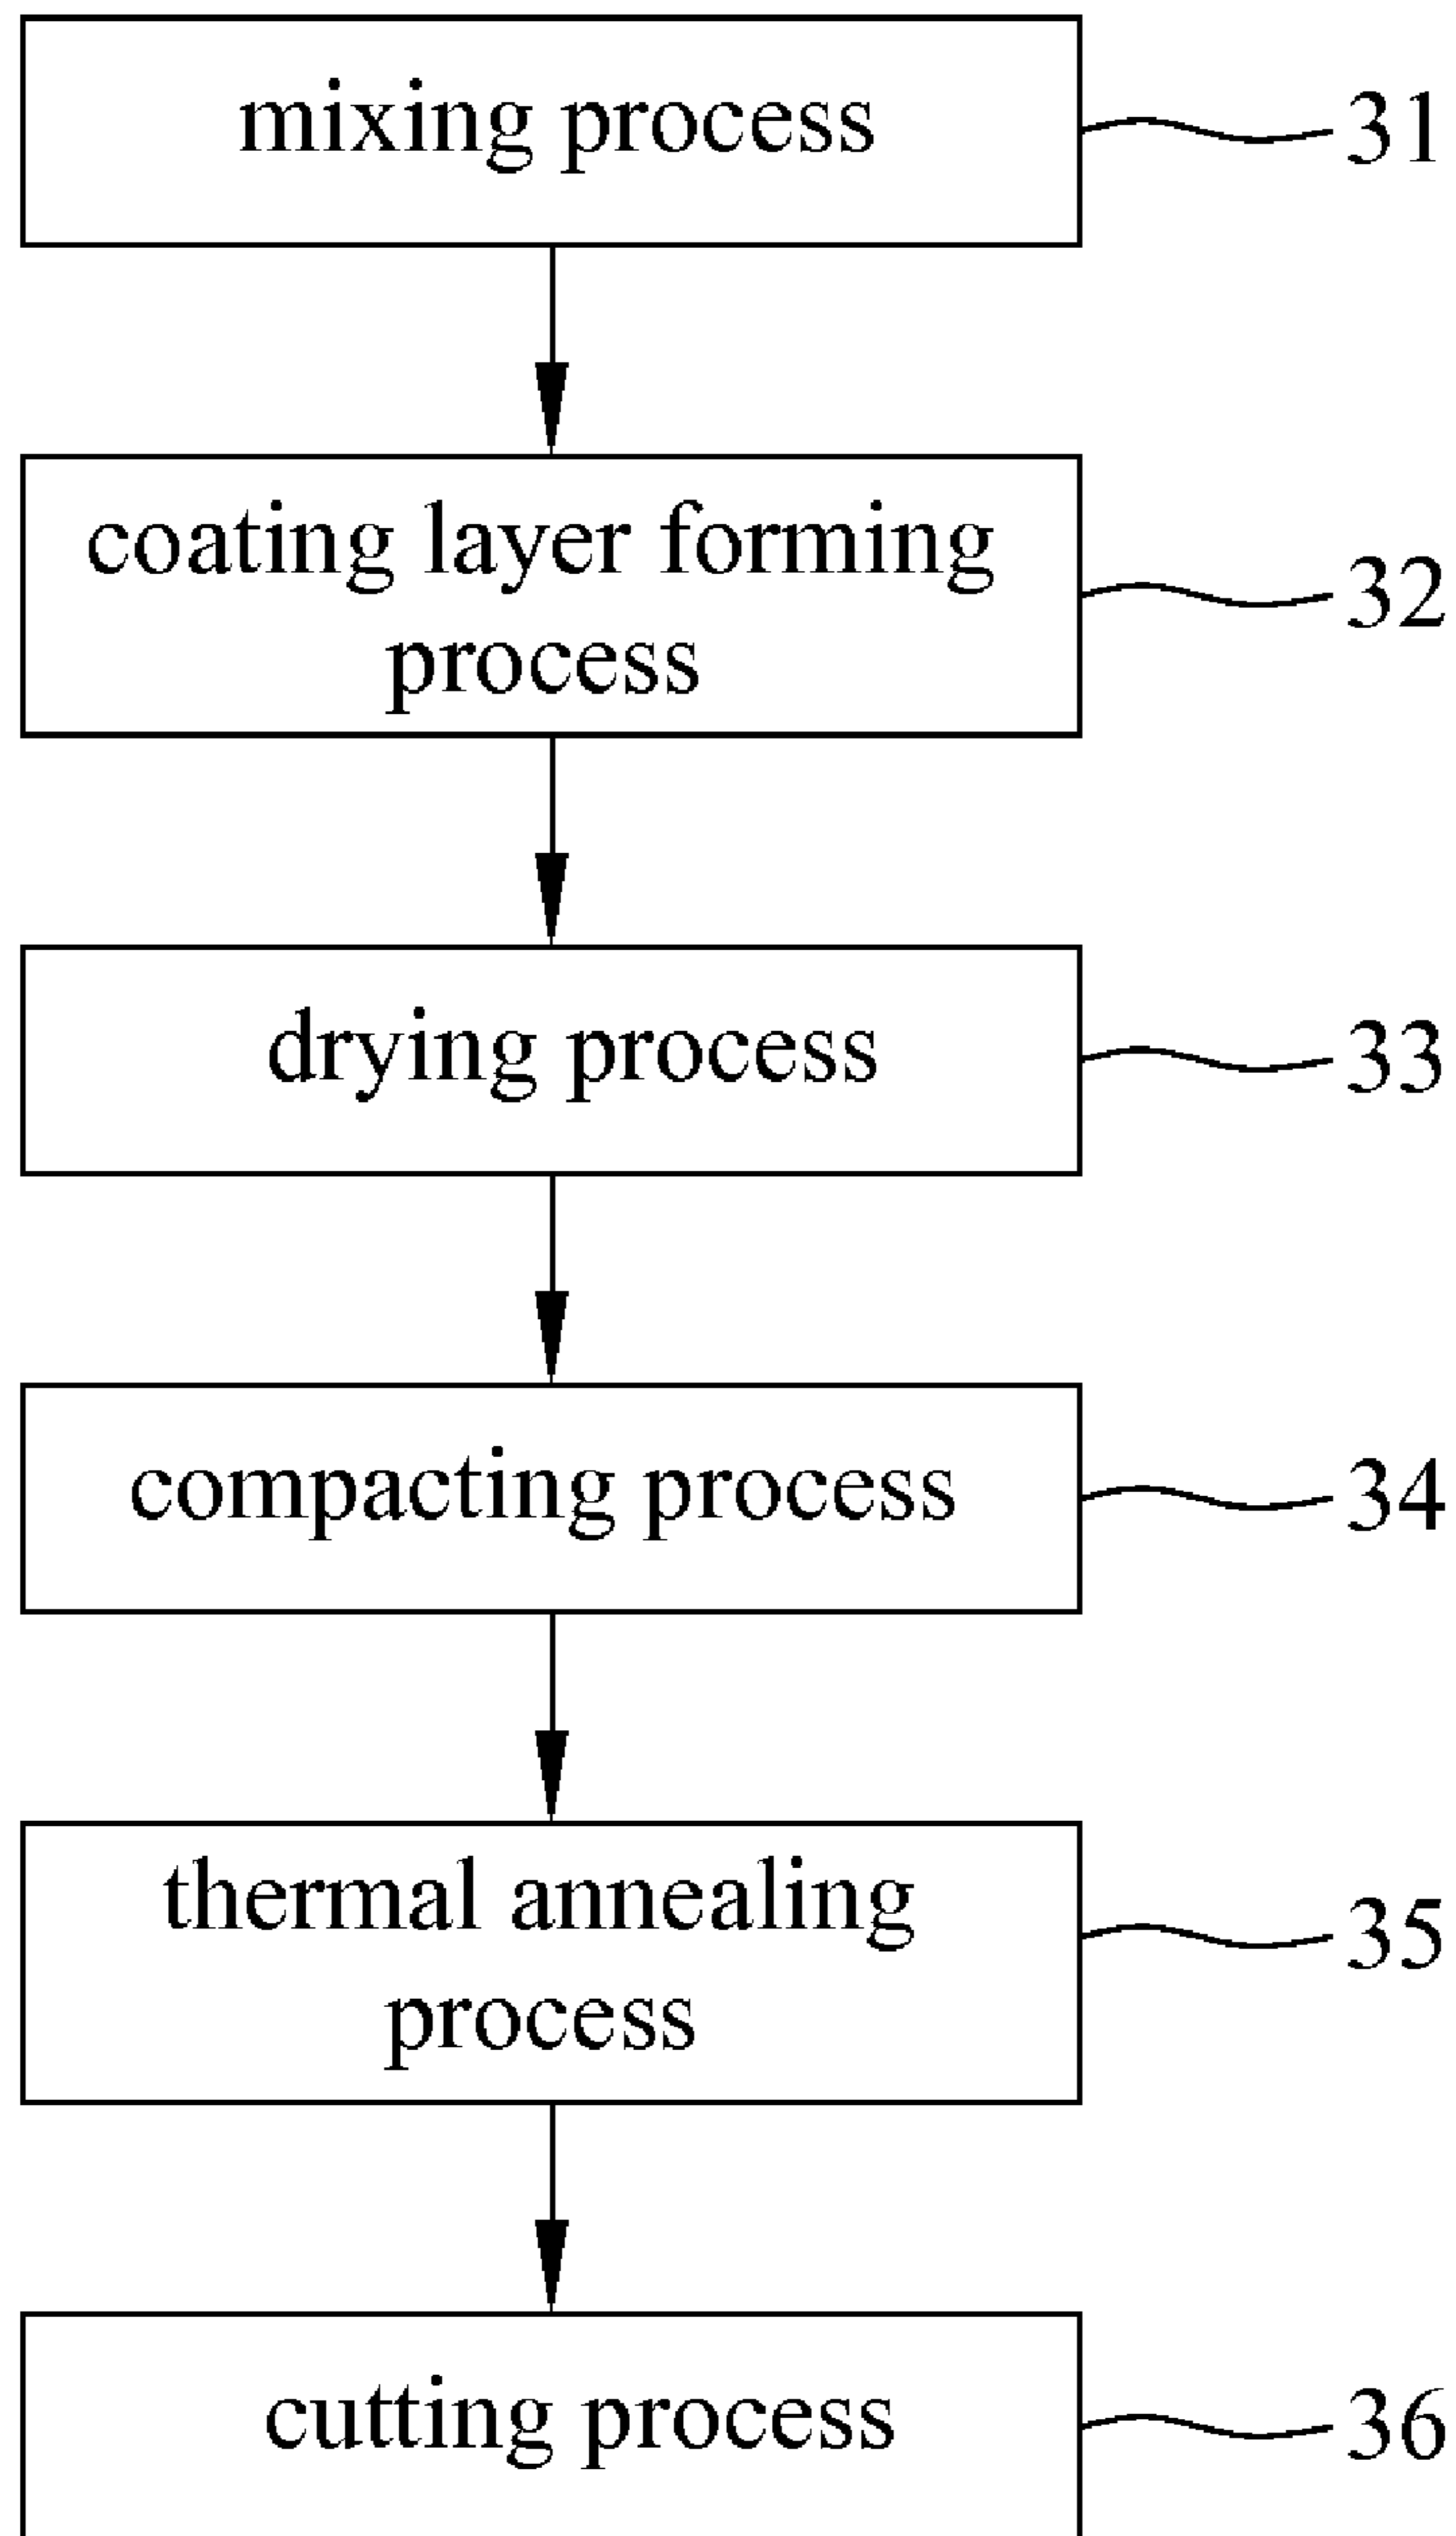 mixing process
31
coating layer forming
process
32
drying process
33
compacting process
34
thermal annealing
process
35
cutting process
36